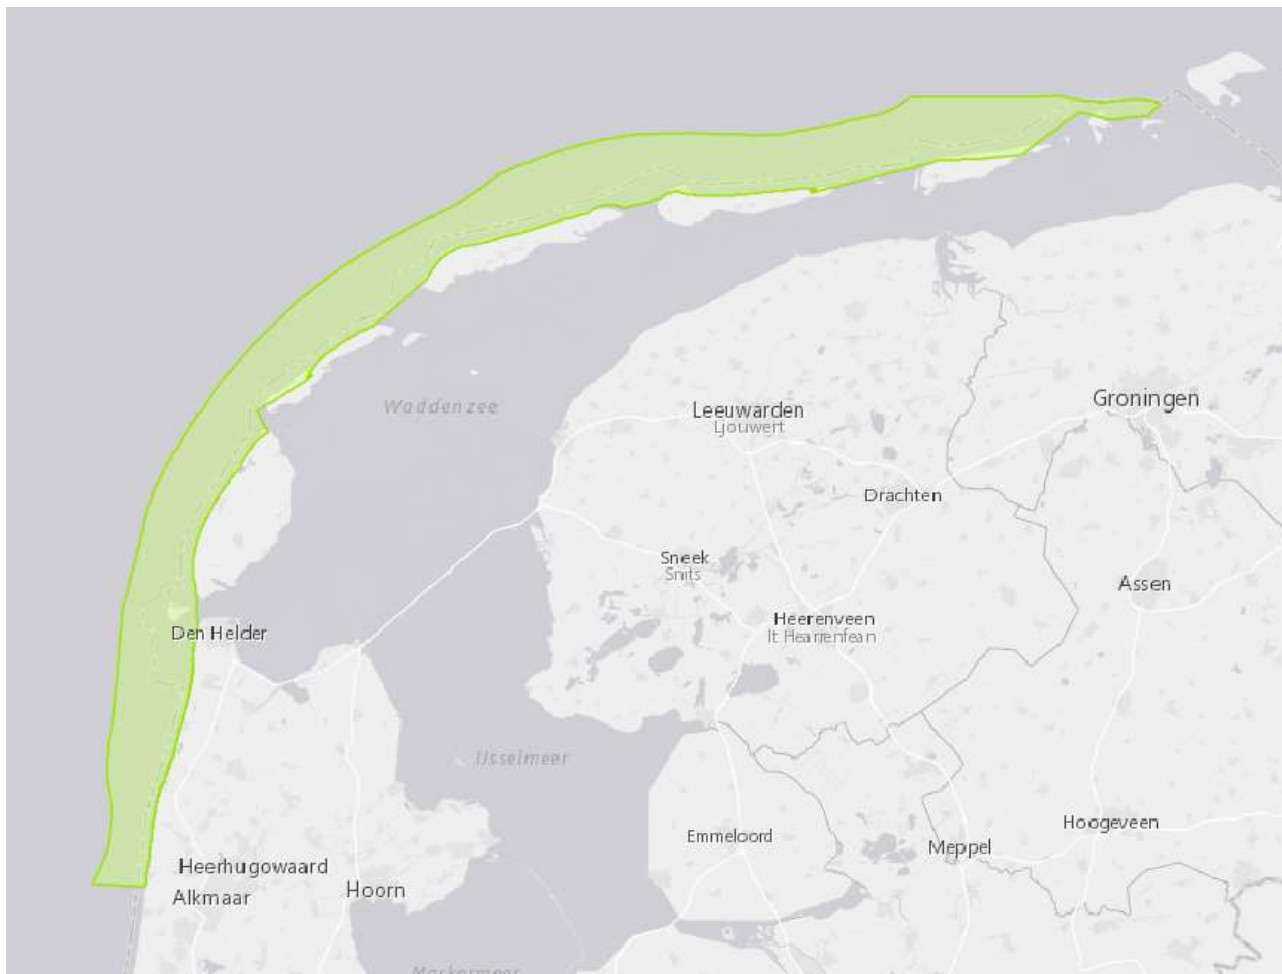 Groningen
Waddenzee
Leeuwarden
Ljouwert
Drachten
Sneek
Snits
Assen
Heerenveen
It Hearrenfean
Den Helder
IJsselmeer
Hoogeveen
Emmeloord
Meppel
Heerhugowaard
Hoorn
Alkmaar
Markermeer